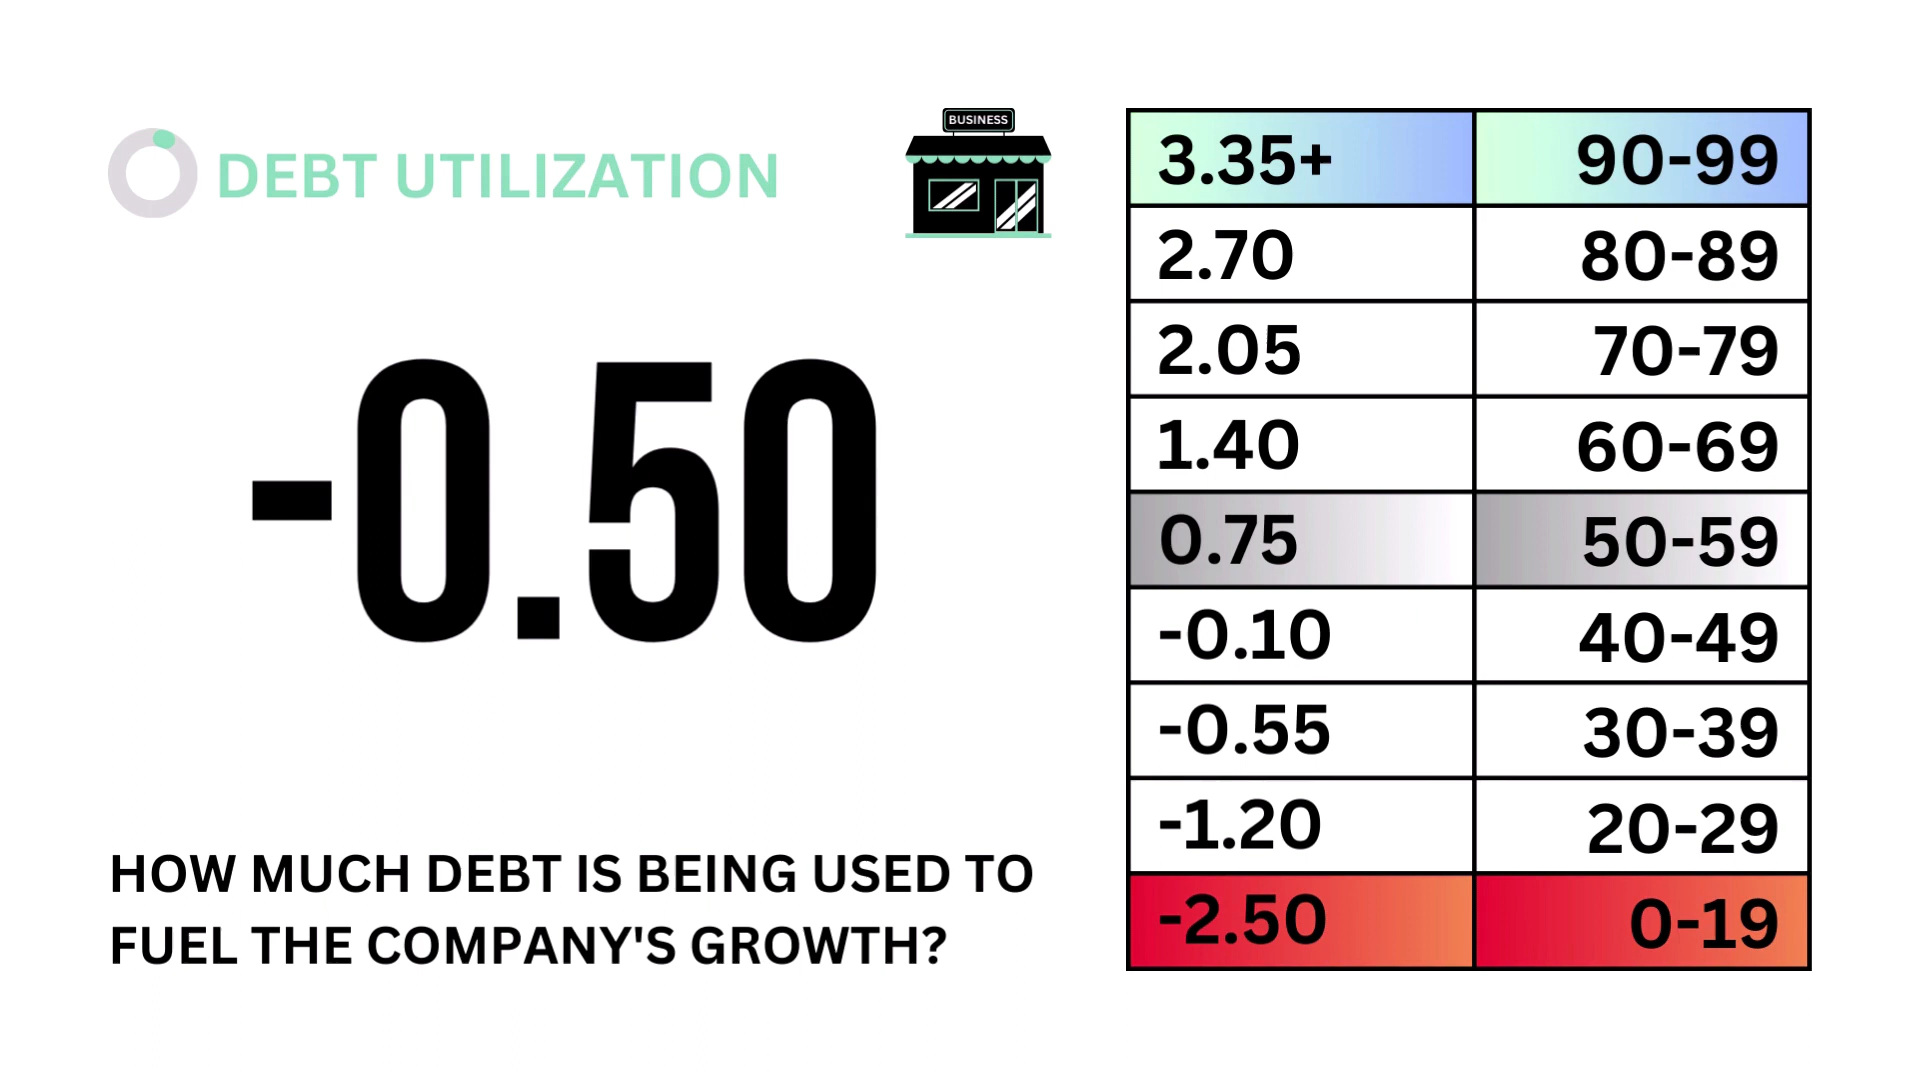 BUSINESS
DEBT UTILIZATION
-0.50
HOW MUCH DEBT IS BEING USED TO
FUEL THE COMPANY'S GROWTH?
3.35+ 90-99
2.70 80-89
2.05 70-79
1.40 60-69
0.75 50-59
-0.10 40-49
-0.55 30-39
-1.20 20-29
-2.50 0-19